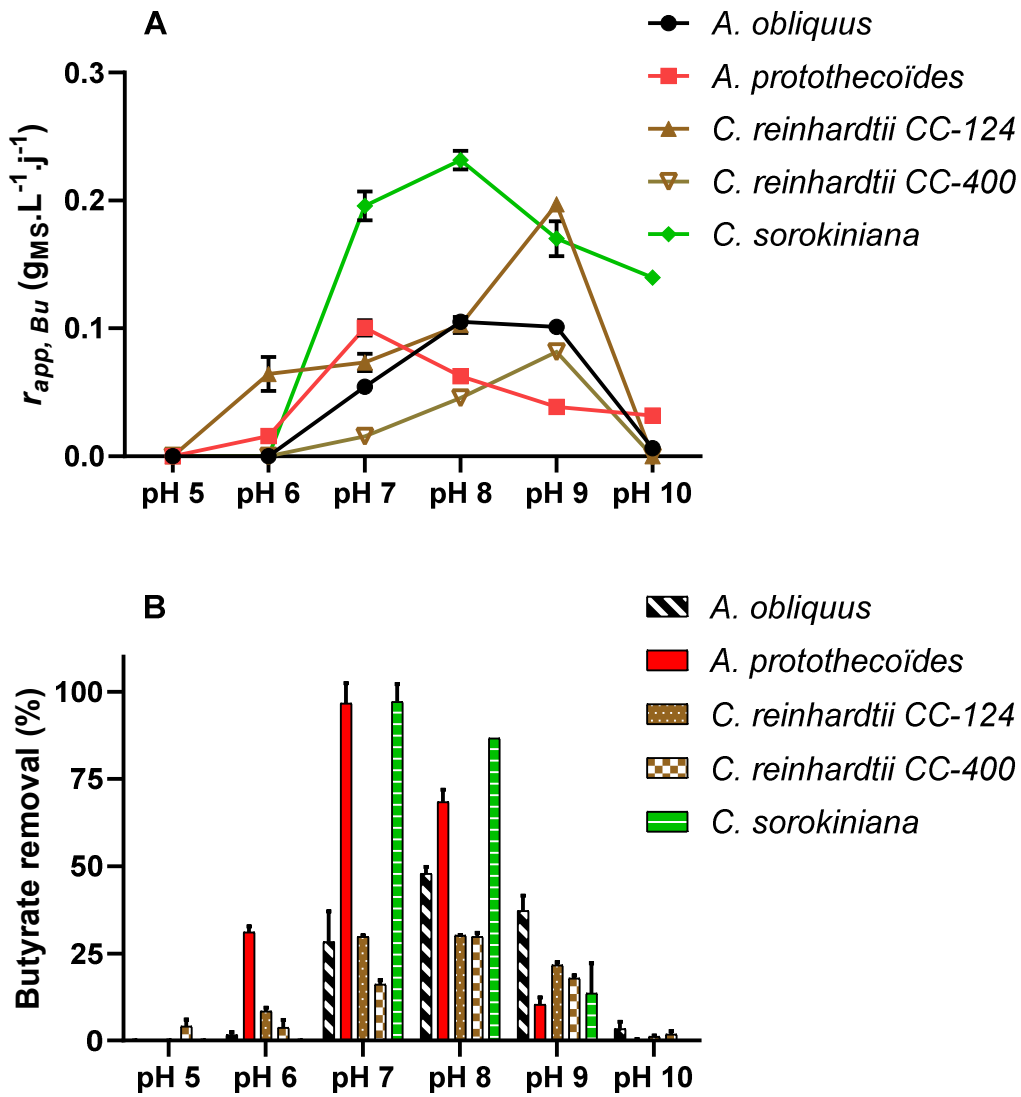 A
A. obliquus
A. protothecoïdes
C. reinhardtii CC-124
C. reinhardtii CC-400
C. sorokiniana
r app, Bu (gMS.L-1.j-1)
0.3
0.2
0.1
0.0
pH 5 pH 6 pH 7 pH 8 pH 9 pH 10
B
A. obliquus
A. protothecoïdes
C. reinhardtii CC-124
C. reinhardtii CC-400
C. sorokiniana
Butyrate removal (%)
100
75
50
25
0
pH 5 pH 6 pH 7 pH 8 pH 9 pH 10